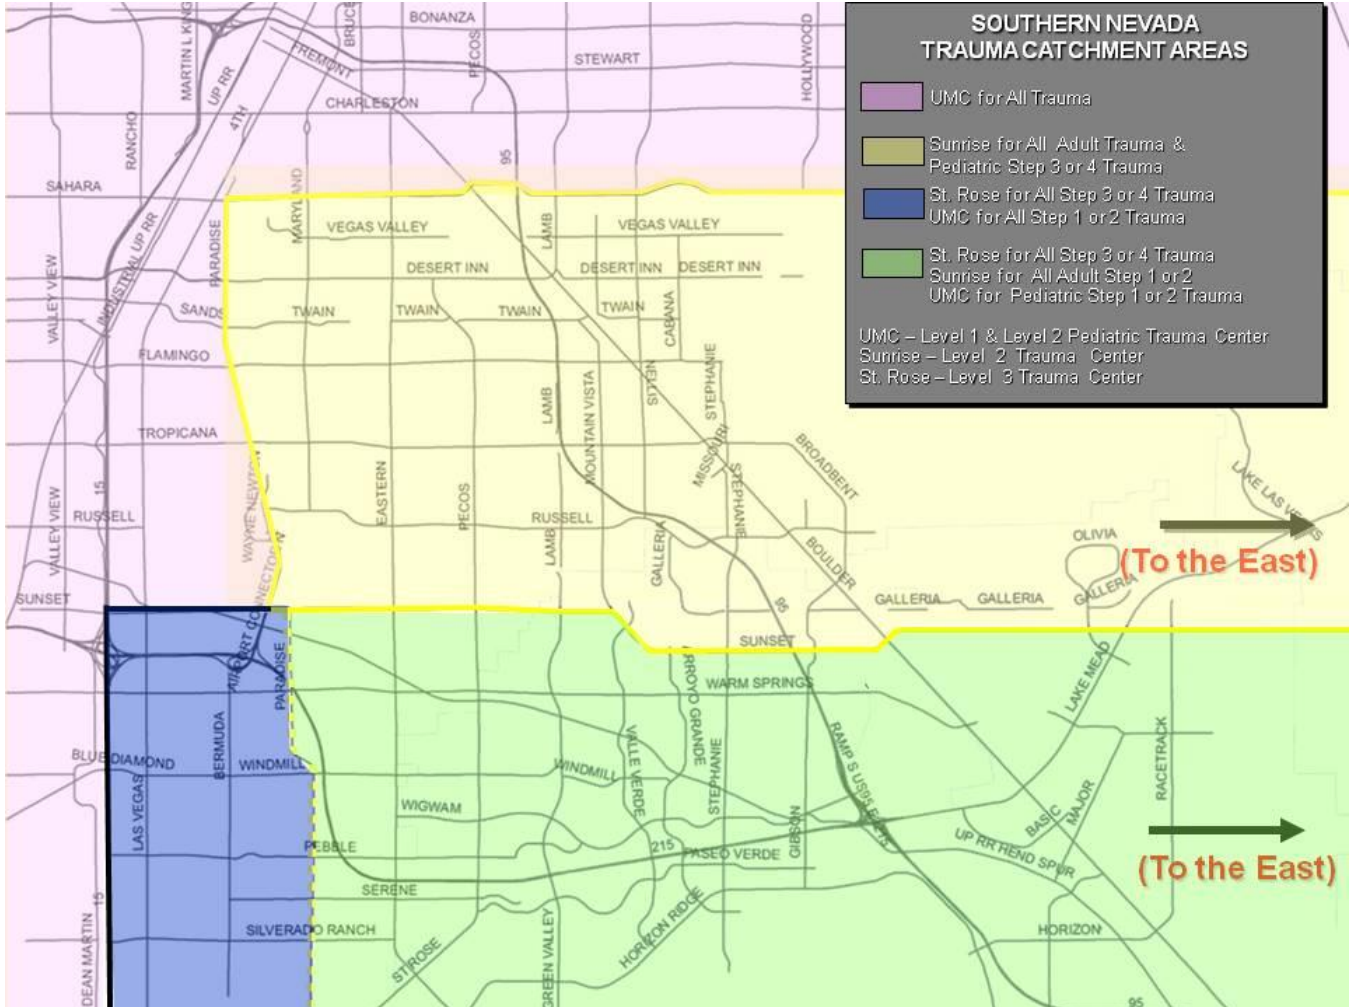 SOUTHERN NEVADA
TRAUMA CATCHMENT AREAS
UMC for All Trauma
Sunrise for All Adult Trauma &
Pediatric Step 3 or 4 Trauma
St. Rose for All Step 3 or 4 Trauma
UMC for All Step 1 or 2 Trauma
St. Rose for All Step 3 or 4 Trauma
Sunrise for All Adult Step 1 or 2
UMC for Pediatric Step 1 or 2 Trauma
UMC – Level 1 & Level 2 Pediatric Trauma Center
Sunrise – Level 2 Trauma Center
St. Rose – Level 3 Trauma Center
MARTIN L KING
BRUCE
BONANZA
PECOS
HOLLYWOOD
FREMONT
STEWART
UP RR
CHARLESTON
4TH
RANCHO
95
SAHARA
MARYLAND
VEGAS VALLEY
LAMB
VEGAS VALLEY
INDUSTRIAL UP RR
PARADISE
VALLEY VIEW
DESERT INN
DESERT INN
DESERT INN
SANDS
TWAIN
TWAIN
TWAIN
TWAIN
CABANA
FLAMINGO
NELLIS
STEPHANIE
LAMB
MOUNTAIN VISTA
TROPICANA
MISSOURI
BROADBENT
WAYNE NEWTON
EASTERN
PECOS
STEPHANIE
LAKE LAS VEGAS
15
VALLEY VIEW
RUSSELL
RUSSELL
LAMB
GALLERIA
BOULDER
OLIVIA
(To the East)
SUNSET
95
GALLERIA
GALLERIA
GALLERIA
AIRPORT CONNECTOR
PARADISE
SUNSET
ARROYO GRANDE
WARM SPRINGS
LAKE MEAD
BERMUDA
VALLE VERDE
STEPHANIE
RACETRACK
BLUE DIAMOND
WINDMILL
WINDMILL
LAS VEGAS
WIGWAM
GIBSON
BASIC
MAJOR
PEBBLE
215
PASEO VERDE
UP RR HEND SPUR
(To the East)
SERENE
15
DEAN MARTIN
SILVERADO RANCH
ST ROSE
GREEN VALLEY
HORIZON RIDGE
HORIZON
95